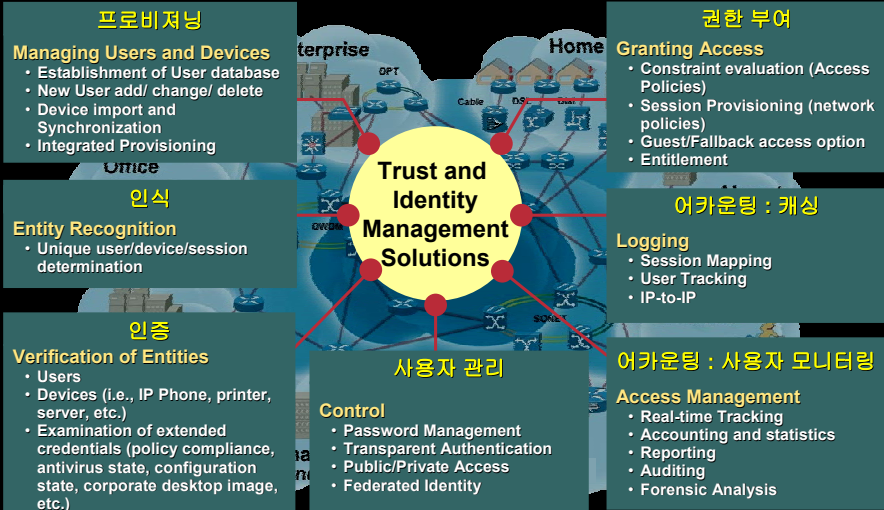 프로비져닝
Managing Users and Devices
• Establishment of User database
• New User add/ change/ delete
• Device import and
Synchronization
• Integrated Provisioning
인식
Entity Recognition
• Unique user/device/session
determination
인증
Verification of Entities
• Users
• Devices (i.e., IP Phone, printer,
server, etc.)
• Examination of extended
credentials (policy compliance,
antivirus state, configuration
state, corporate desktop image,
etc.)
Trust and
Identity
Management
Solutions
사용자 관리
Control
• Password Management
• Transparent Authentication
• Public/Private Access
• Federated Identity
권한 부여
Granting Access
• Constraint evaluation (Access
Policies)
• Session Provisioning (network
policies)
• Guest/Fallback access option
• Entitlement
어카운팅 : 캐싱
Logging
• Session Mapping
• User Tracking
• IP-to-IP
어카운팅 : 사용자 모니터링
Access Management
• Real-time Tracking
• Accounting and statistics
• Reporting
• Auditing
• Forensic Analysis
Home
DPT
Cable
DSL
Office
SONET